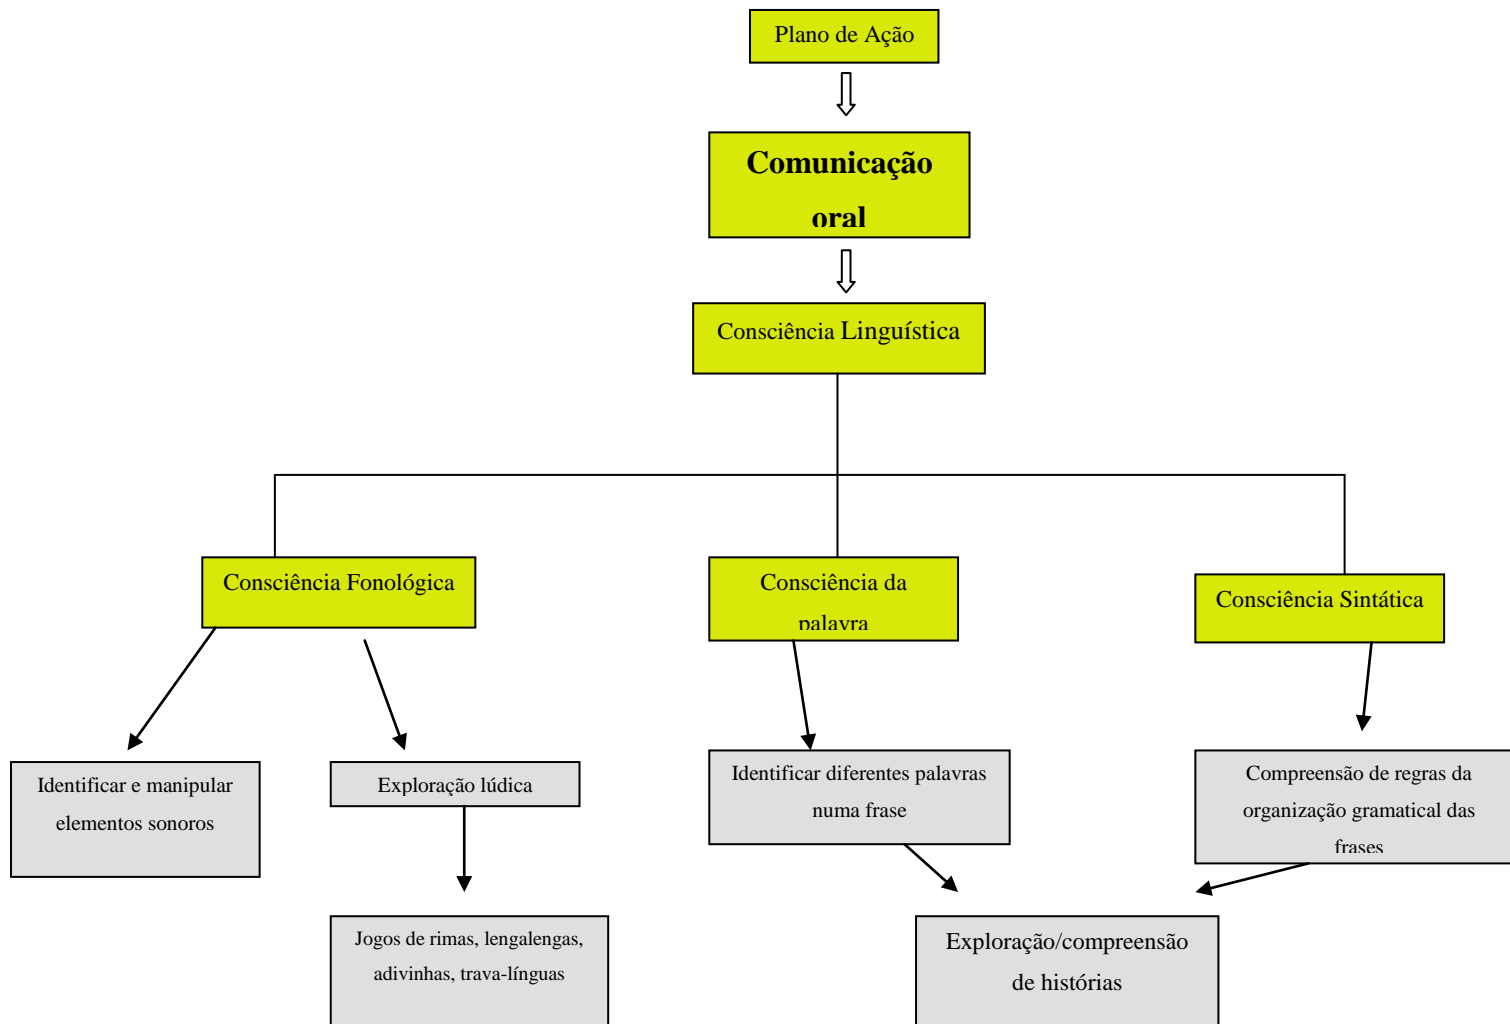 Plano de Ação
Comunicação
oral
Consciência Linguística
Consciência Fonológica
Consciência da
palavra
Consciência Sintática
Identificar e manipular
elementos sonoros
Exploração lúdica
Identificar diferentes palavras
numa frase
Compreensão de regras da
organização gramatical das
frases
Jogos de rimas, lengalengas,
adivinhas, trava-línguas
Exploração/compreensão
de histórias